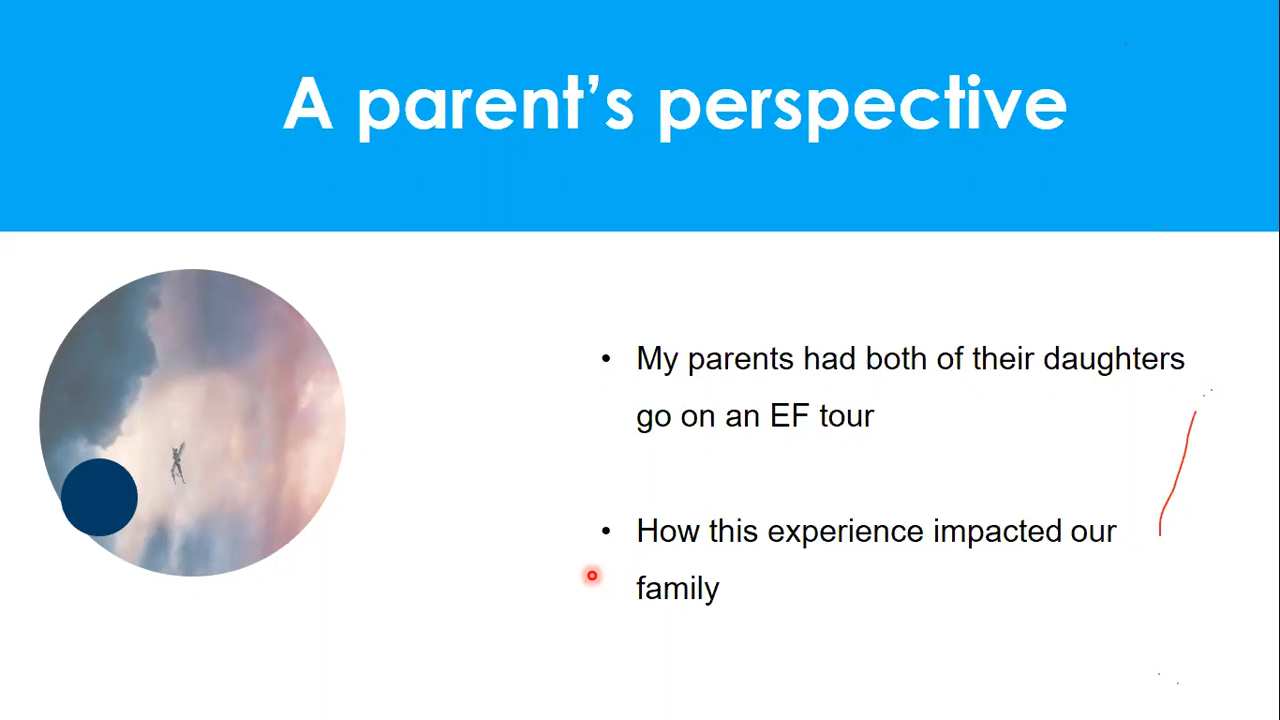 A parent’s perspective
• My parents had both of their daughters
go on an EF tour
• How this experience impacted our
family